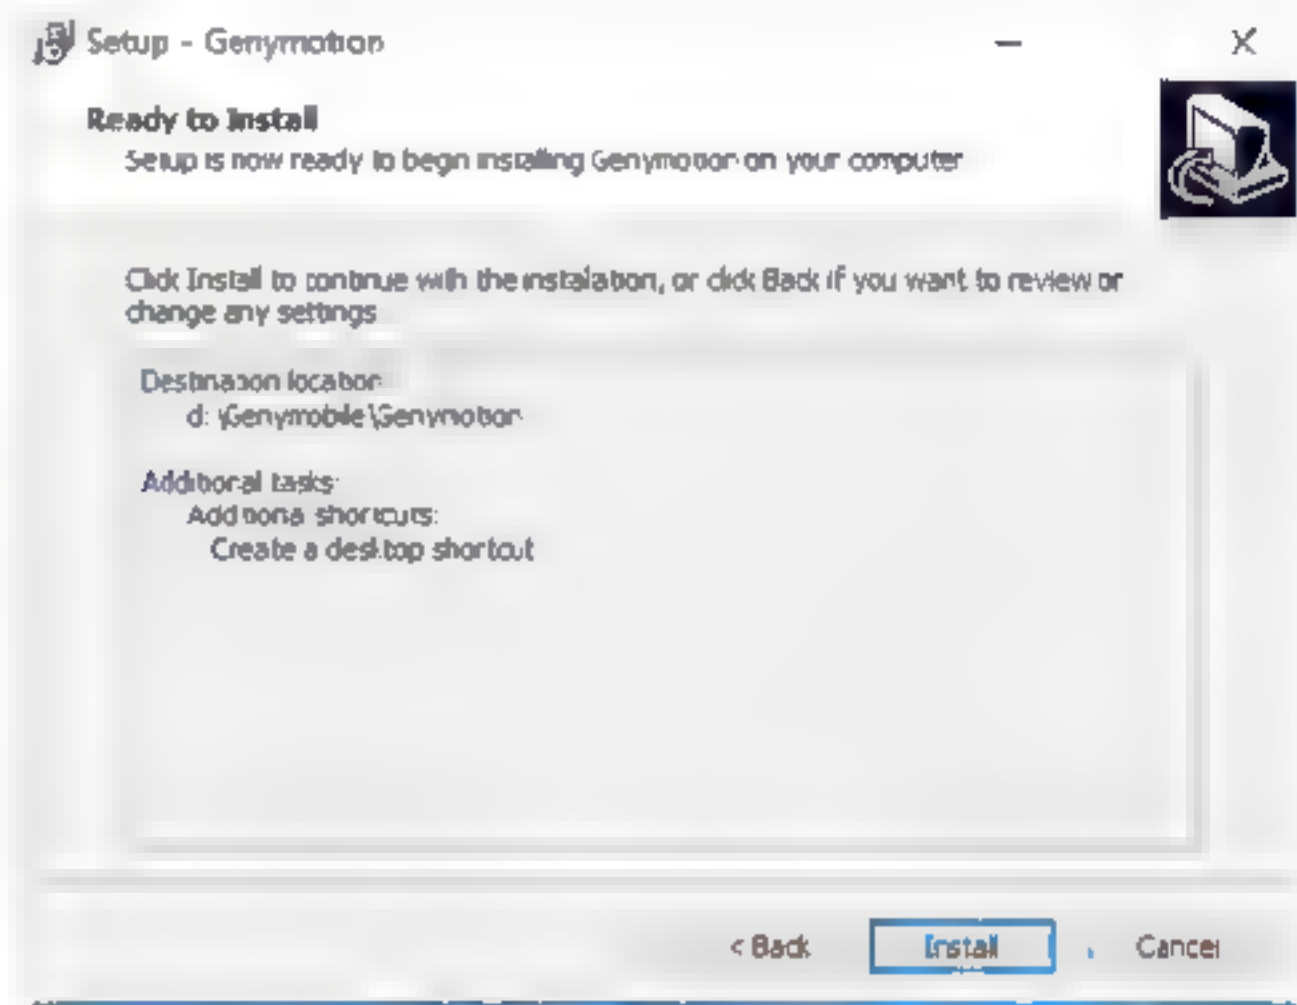 Setup - Genymotion
Ready to Install
Setup is now ready to begin installing Genymotion on your computer.
Click Install to continue with the installation, or click Back if you want to review or
change any settings.
Destination location:
d:\Genymobile\Genymotion
Additional tasks:
Additional shortcuts:
Create a desktop shortcut
< Back
Install
Cancel